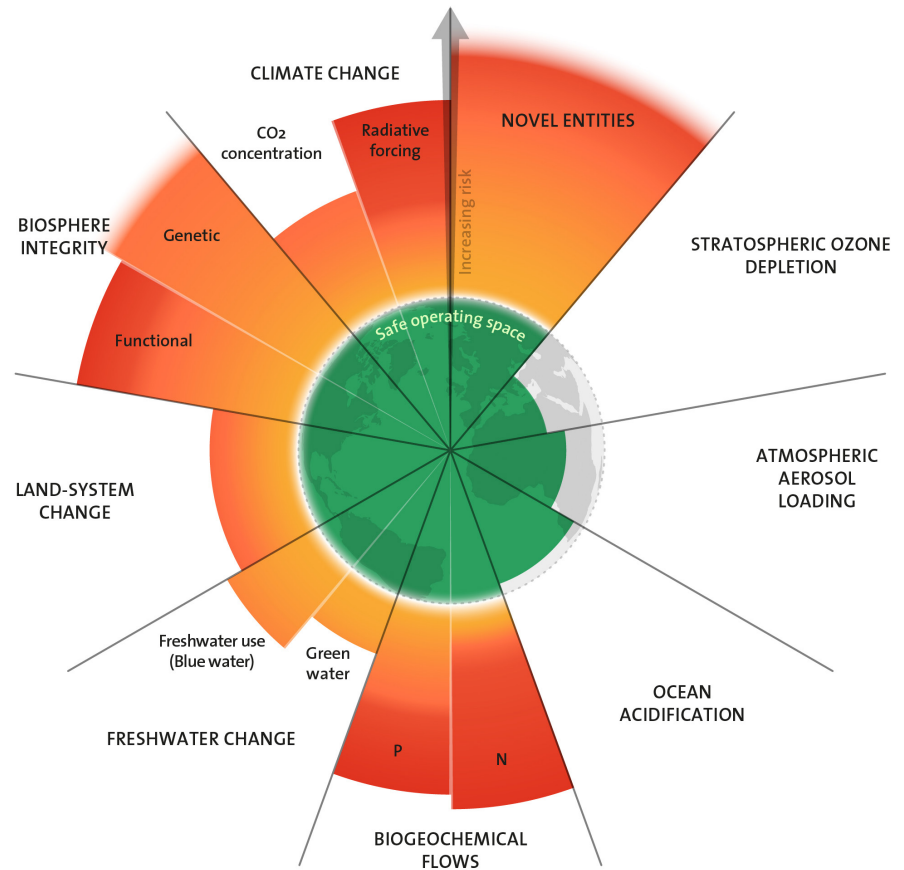 CLIMATE CHANGE
CO2
concentration
Radiative
forcing
NOVEL ENTITIES
Increasing risk
STRATOSPHERIC OZONE
DEPLETION
BIOSPHERE
INTEGRITY
Genetic
Functional
Safe operating space
ATMOSPHERIC
AEROSOL
LOADING
LAND-SYSTEM
CHANGE
Freshwater use
(Blue water)
Green
water
FRESHWATER CHANGE
OCEAN
ACIDIFICATION
P
N
BIOGEOCHEMICAL
FLOWS